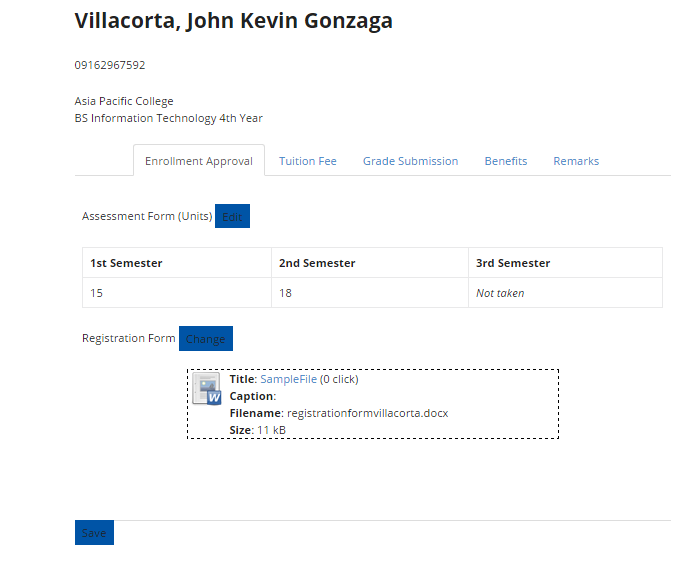 Villacorta, John Kevin Gonzaga
09162967592
Asia Pacific College
BS Information Technology 4th Year
Enrollment Approval Tuition Fee Grade Submission Benefits Remarks
Assessment Form (Units) Edit
1st Semester 2nd Semester 3rd Semester
15 18 Not taken
Registration Form Change
Title: SampleFile (0 click)
Caption:
Filename: registrationformvillacorta.docx
Size: 11 kB
W
Save